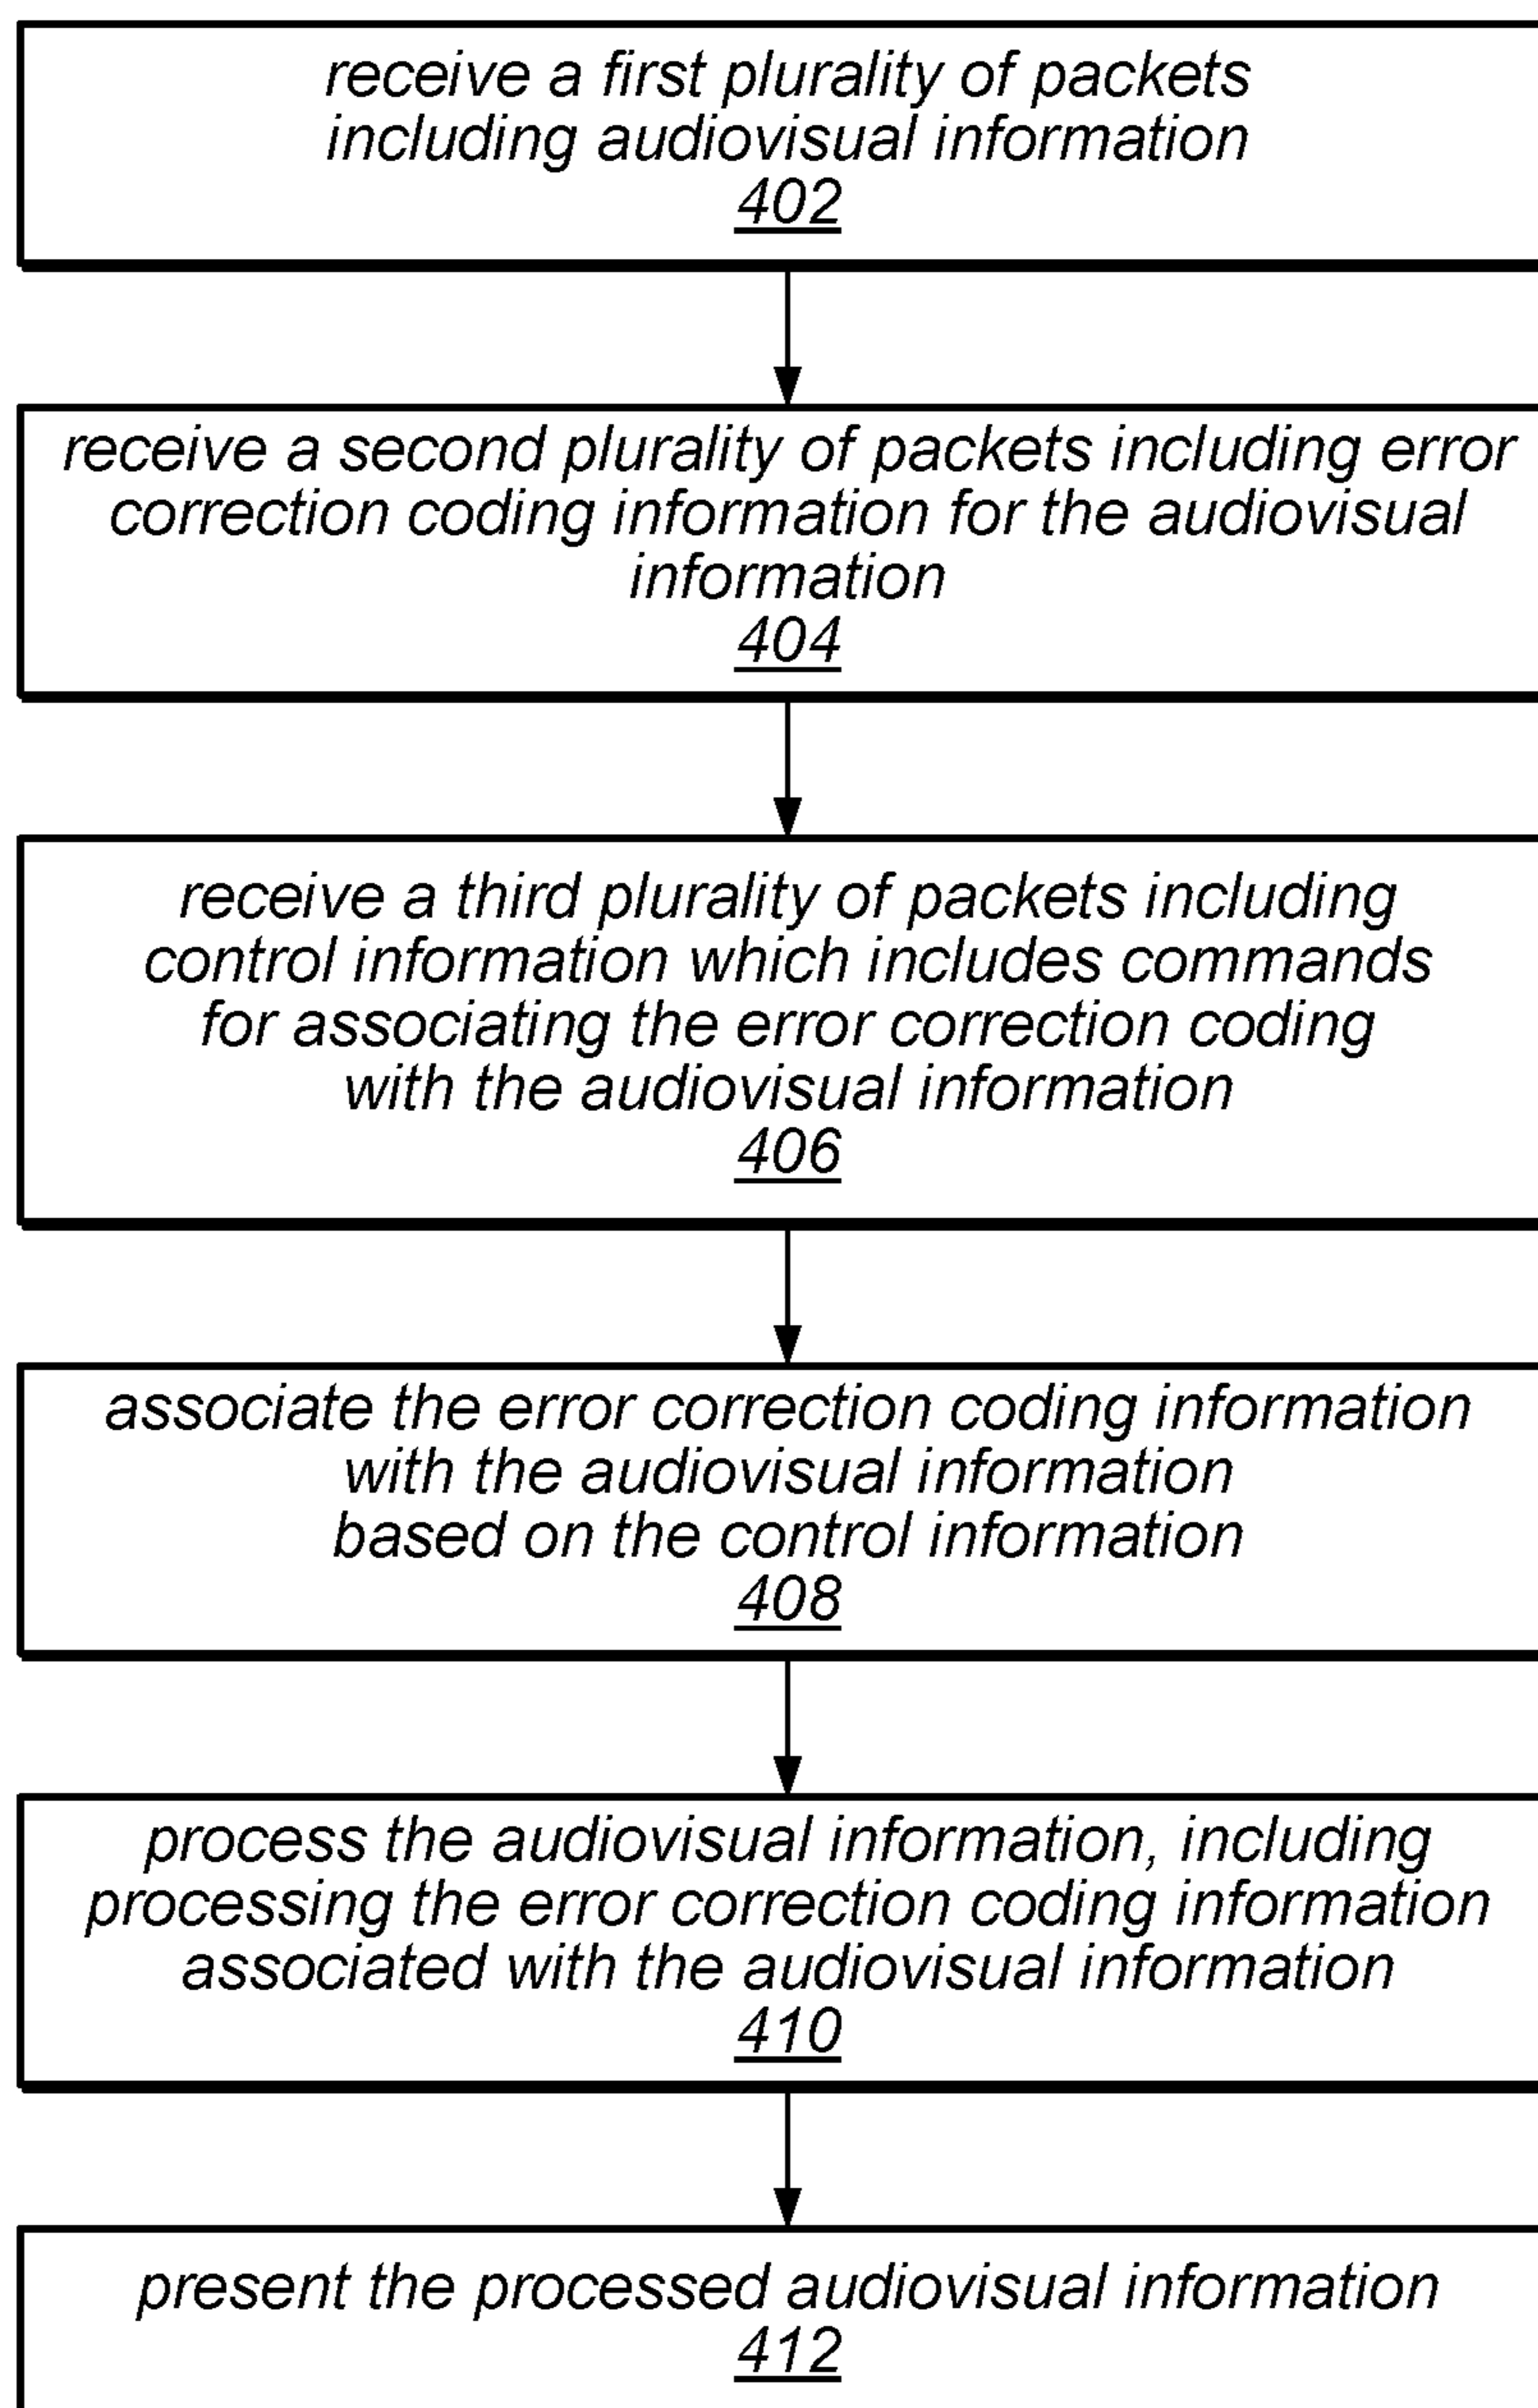 receive a first plurality of packets
including audiovisual information
402
receive a second plurality of packets including error
correction coding information for the audiovisual
information
404
receive a third plurality of packets including
control information which includes commands
for associating the error correction coding
with the audiovisual information
406
associate the error correction coding information
with the audiovisual information
based on the control information
408
process the audiovisual information, including
processing the error correction coding information
associated with the audiovisual information
410
present the processed audiovisual information
412